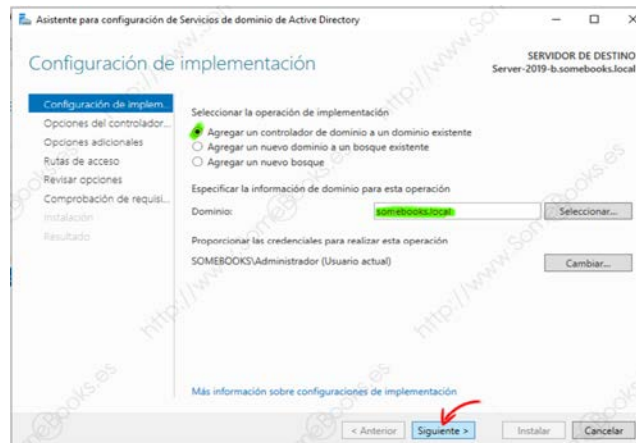 Asistente para configuración de Servicios de dominio de Active Directory
Configuración de implementación
SERVIDOR DE DESTINO
Server-2019-b.somebooks.local
Configuración de implem...
Opciones del controlador...
Opciones adicionales
Rutas de acceso
Revisar opciones
Comprobación de requisi...
Instalación
Resultado
Seleccionar la operación de implementación
Agregar un controlador de dominio a un dominio existente
Agregar un nuevo dominio a un bosque existente
Agregar un nuevo bosque
Especificar la información de dominio para esta operación
Dominio:
somebooks.local
Seleccionar...
Proporcionar las credenciales para realizar esta operación
SOMEBOOKS\Administrador (Usuario actual)
Cambiar...
Más información sobre configuraciones de implementación
< Anterior
Siguiente >
Instalar
Cancelar
http://www.SomeBooks.es